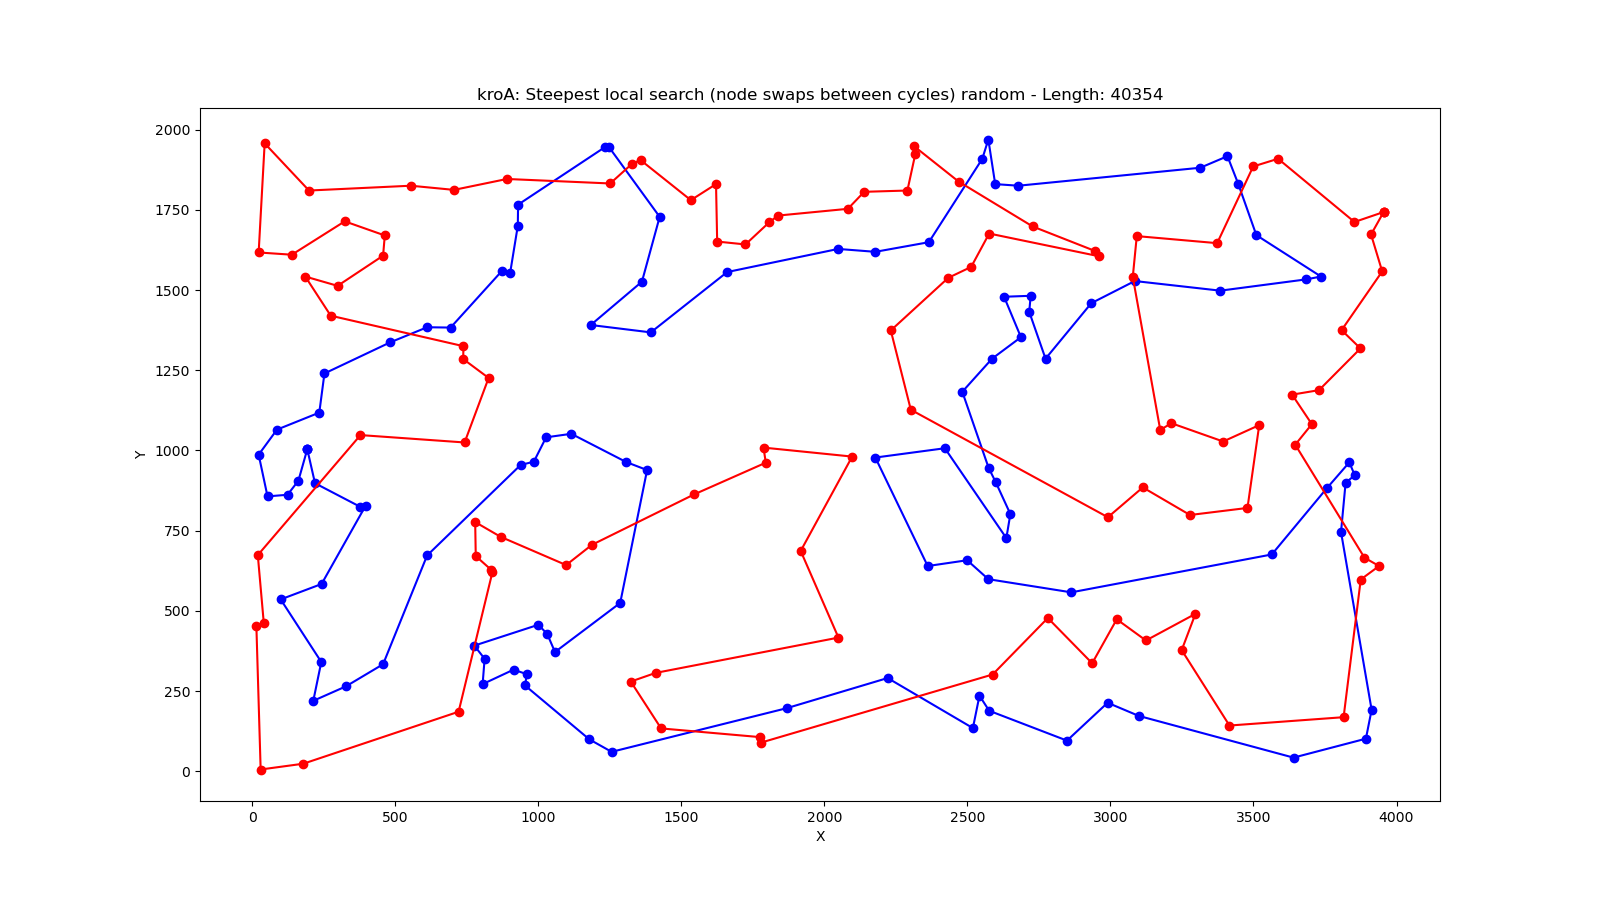 kroA: Steepest local search (node swaps between cycles) random - Length: 40354
2000
1750
1500
1250
1000
750
500
250
0
Y
0 500 1000 1500 2000 2500 3000 3500 4000
X